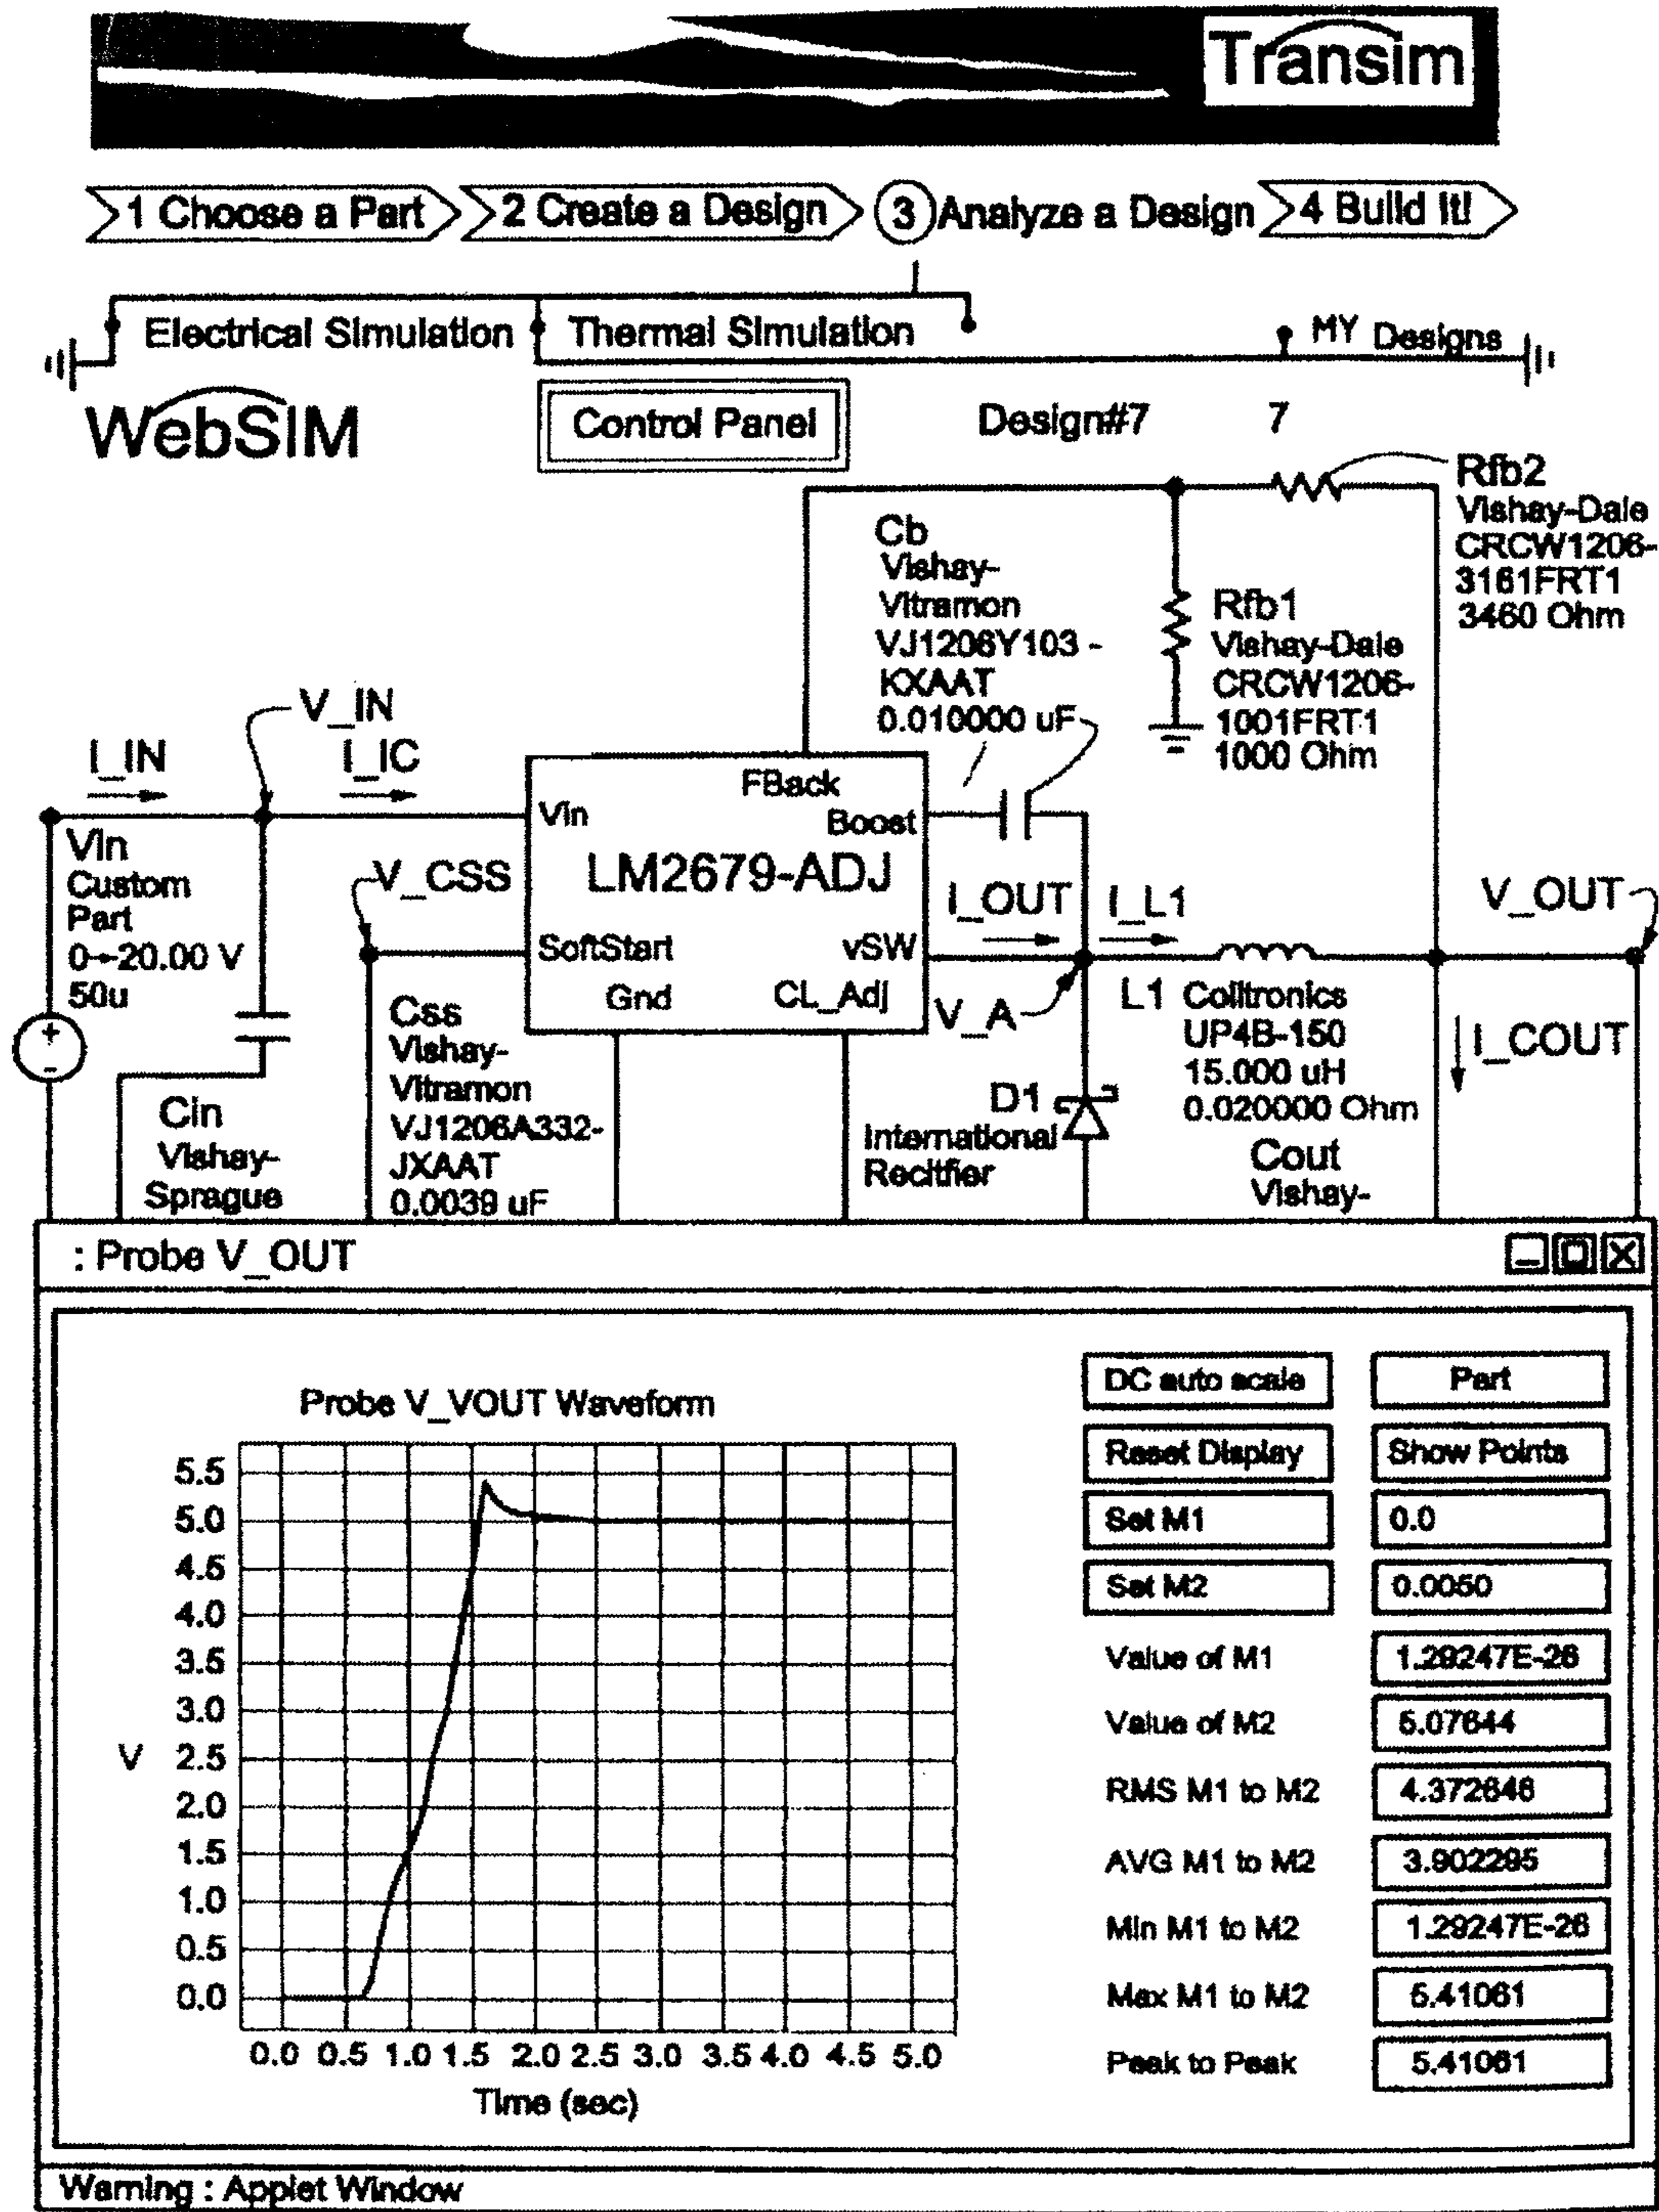 Transim
1 Choose a Part
2 Create a Design
3 Analyze a Design
4 Build It!
Electrical Simulation
Thermal Simulation
MY Designs
WebSIM
Control Panel
Design#7
7
Rfb2
Vishay-Dale
CRCW1206-
3161FRT1
3460 Ohm
Cb
Vishay-
Vitramon
VJ1206Y103-
KXAAT
0.010000 uF
Rfb1
Vishay-Dale
CRCW1206-
1001FRT1
1000 Ohm
V_IN
I_IN
I_IC
Vin
Custom
Part
0→20.00 V
50u
+
-
V_CSS
FBack
Vin
Boost
LM2679-ADJ
SoftStart
vSW
Gnd
CL_Adj
I_OUT
I_L1
V_OUT
V_A
L1 Coiltronics
UP4B-150
15.000 uH
0.020000 Ohm
I_COUT
Css
Vishay-
Vitramon
VJ1206A332-
JXAAT
0.0039 uF
Cin
Vishay-
Sprague
D1
International
Recitfier
Cout
Vishay-
: Probe V_OUT
Probe V_VOUT Waveform
5.5
5.0
4.5
4.0
3.5
3.0
V 2.5
2.0
1.5
1.0
0.5
0.0
0.0 0.5 1.0 1.5 2.0 2.5 3.0 3.5 4.0 4.5 5.0
Time (sec)
DC auto scale
Part
Reset Display
Show Points
Set M1
0.0
Set M2
0.0050
Value of M1
1.29247E-26
Value of M2
5.07644
RMS M1 to M2
4.372646
AVG M1 to M2
3.902295
Min M1 to M2
1.29247E-26
Max M1 to M2
5.41061
Peak to Peak
5.41061
Warning : Applet Window